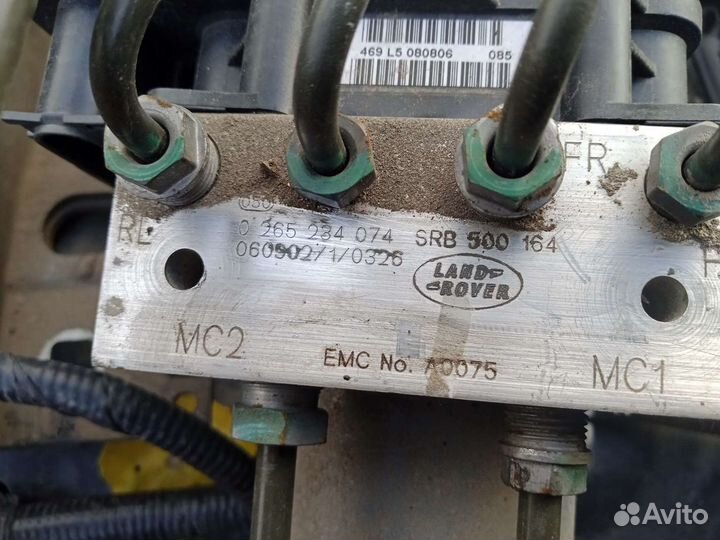 469 L5 080806 085
FR
RL
0 265 234 074 SRB 500 164
060902/1/0326
LAND
ROVER
MC2
EMC No. A0075
MC1
Avito